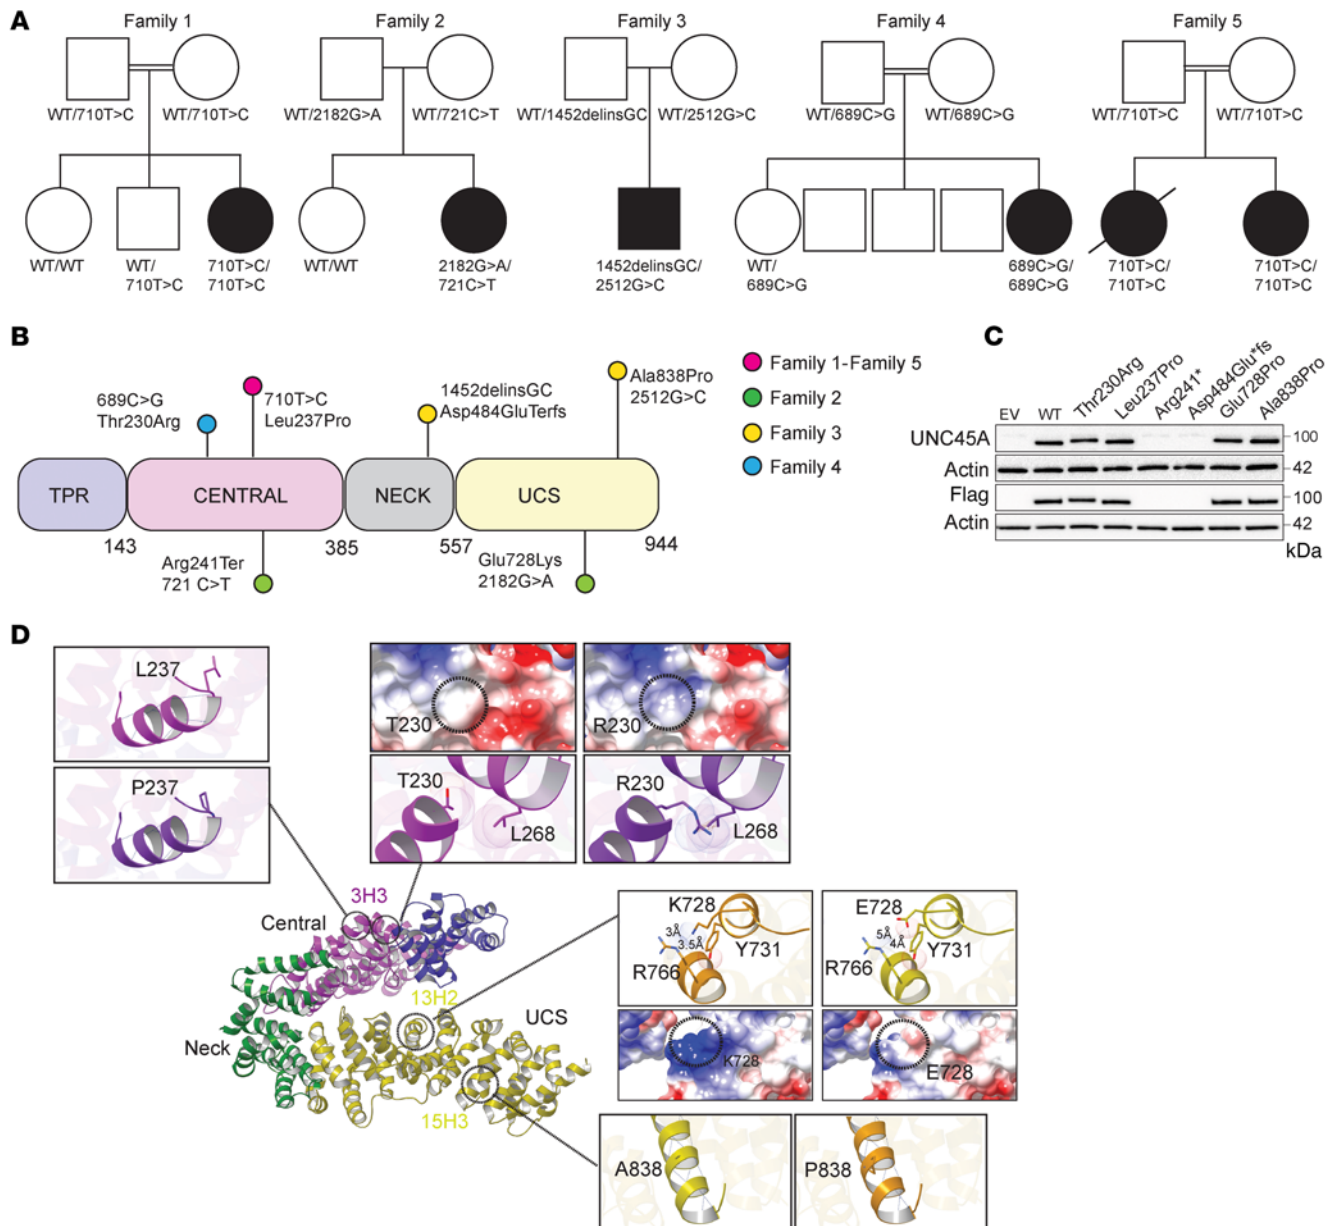 A
Family 1
Family 2
Family 3
Family 4
Family 5
WT/710T>C
WT/710T>C
WT/2182G>A
WT/721C>T
WT/1452delinsGC
WT/2512G>C
WT/689C>G
WT/689C>G
WT/710T>C
WT/710T>C
WT/WT
WT/
710T>C
710T>C/
710T>C
WT/WT
2182G>A/
721C>T
1452delinsGC/
2512G>C
WT/
689C>G
689C>G/
689C>G
710T>C/
710T>C
710T>C/
710T>C
B
689C>G
Thr230Arg
710T>C
Leu237Pro
1452delinsGC
Asp484GluTerfs
Ala838Pro
2512G>C
TPR
CENTRAL
NECK
UCS
143
385
557
944
Arg241Ter
721 C>T
Glu728Lys
2182G>A
Family 1-Family 5
Family 2
Family 3
Family 4
C
EV
WT
Thr230Arg
Leu237Pro
Arg241*
Asp484Glu*fs
Glu728Pro
Ala838Pro
UNC45A
100
Actin
42
Flag
100
Actin
42
kDa
D
L237
P237
T230
R230
T230
L268
R230
L268
3H3
Central
Neck
13H2
UCS
15H3
K728
3Å
3.5Å
Y731
R766
E728
5Å
4Å
Y731
R766
K728
E728
A838
P838